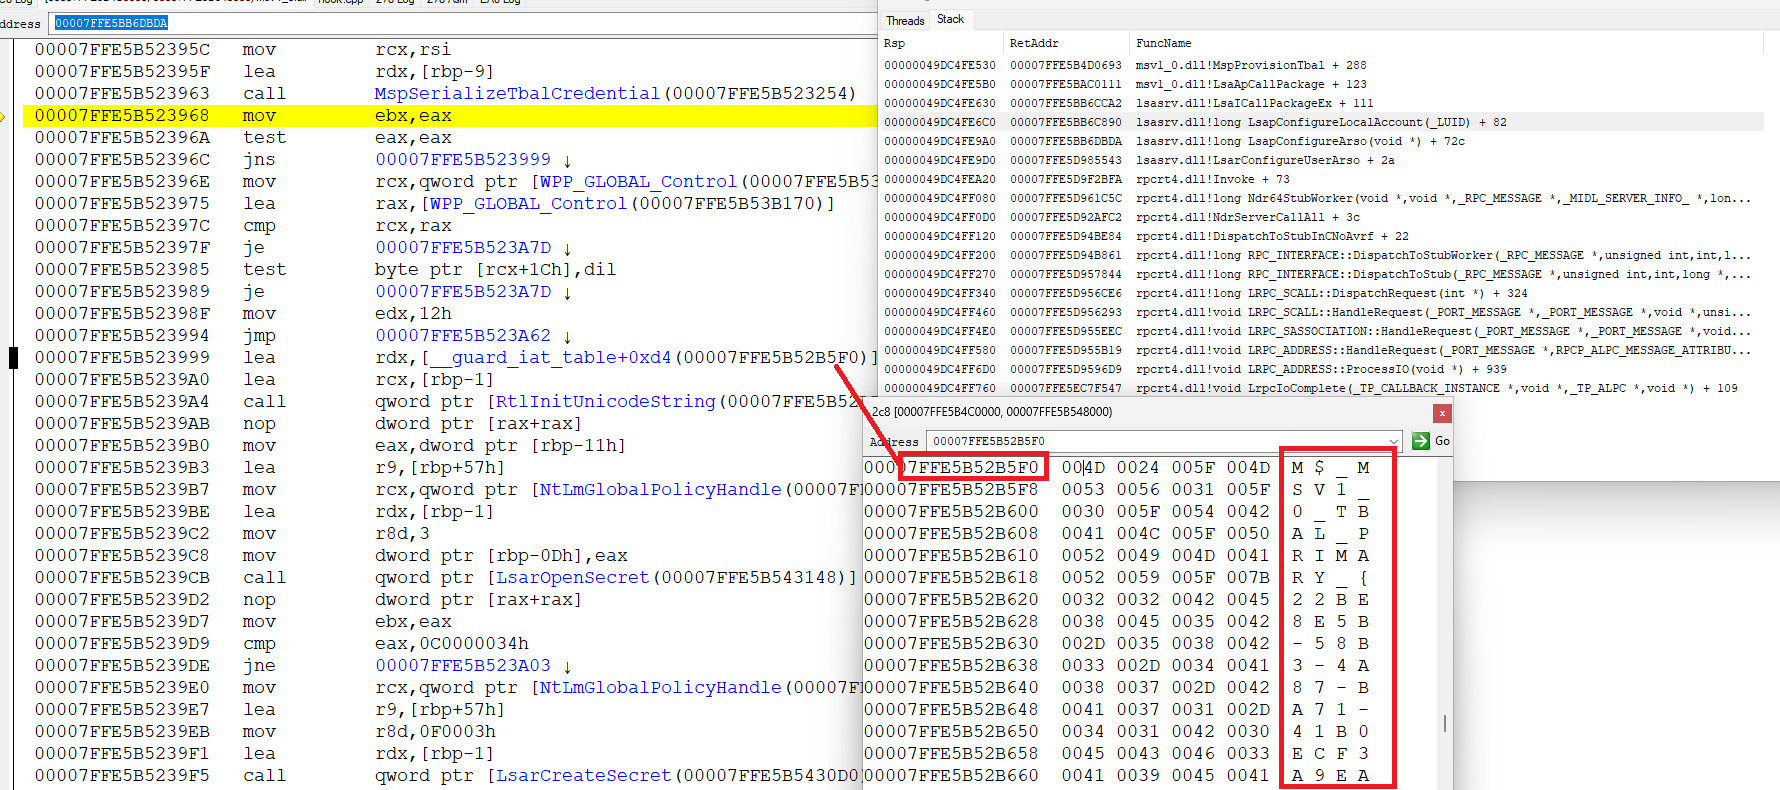 ddress 00007FFE5BB6DBDA
00007FFE5B52395C mov rcx,rsi
00007FFE5B52395F lea rdx,[rbp-9]
00007FFE5B523963 call MspSerializeTbalCredential(00007FFE5B523254)
00007FFE5B523968 mov ebx,eax
00007FFE5B52396A test eax,eax
00007FFE5B52396C jns 00007FFE5B523999 ↓
00007FFE5B52396E mov rcx,qword ptr [WPP_GLOBAL_Control(00007FFE5B53
00007FFE5B523975 lea rax,[WPP_GLOBAL_Control(00007FFE5B53B170)]
00007FFE5B52397C cmp rcx,rax
00007FFE5B52397F je 00007FFE5B523A7D ↓
00007FFE5B523985 test byte ptr [rcx+1Ch],dil
00007FFE5B523989 je 00007FFE5B523A7D ↓
00007FFE5B52398F mov edx,12h
00007FFE5B523994 jmp 00007FFE5B523A62 ↓
00007FFE5B523999 lea rdx,[__guard_iat_table+0xd4(00007FFE5B52B5F0)]
00007FFE5B5239A0 lea rcx,[rbp-1]
00007FFE5B5239A4 call qword ptr [RtlInitUnicodeString(00007FFE5B52
00007FFE5B5239AB nop dword ptr [rax+rax]
00007FFE5B5239B0 mov eax,dword ptr [rbp-11h]
00007FFE5B5239B3 lea r9,[rbp+57h]
00007FFE5B5239B7 mov rcx,qword ptr [NtLmGlobalPolicyHandle(00007FF
00007FFE5B5239BE lea rdx,[rbp-1]
00007FFE5B5239C2 mov r8d,3
00007FFE5B5239C8 mov dword ptr [rbp-0Dh],eax
00007FFE5B5239CB call qword ptr [LsarOpenSecret(00007FFE5B543148)]
00007FFE5B5239D2 nop dword ptr [rax+rax]
00007FFE5B5239D7 mov ebx,eax
00007FFE5B5239D9 cmp eax,0C0000034h
00007FFE5B5239DE jne 00007FFE5B523A03 ↓
00007FFE5B5239E0 mov rcx,qword ptr [NtLmGlobalPolicyHandle(00007FF
00007FFE5B5239E7 lea r9,[rbp+57h]
00007FFE5B5239EB mov r8d,0F0003h
00007FFE5B5239F1 lea rdx,[rbp-1]
00007FFE5B5239F5 call qword ptr [LsarCreateSecret(00007FFE5B5430D0
Threads Stack
Rsp RetAddr FuncName
00000049DC4FE530 00007FFE5B4D0693 msv1_0.dll!MspProvisionTbal + 288
00000049DC4FE5B0 00007FFE5BAC0111 msv1_0.dll!LsaApCallPackage + 123
00000049DC4FE630 00007FFE5BB6CCA2 lsasrv.dll!LsaICallPackageEx + 111
00000049DC4FE6C0 00007FFE5BB6C890 lsasrv.dll!long LsapConfigureLocalAccount(_LUID) + 82
00000049DC4FE9A0 00007FFE5BB6DBDA lsasrv.dll!long LsapConfigureArso(void *) + 72c
00000049DC4FE9D0 00007FFE5D985543 lsasrv.dll!LsarConfigureUserArso + 2a
00000049DC4FEA20 00007FFE5D9F2BFA rpcrt4.dll!Invoke + 73
00000049DC4FF080 00007FFE5D961C5C rpcrt4.dll!long Ndr64StubWorker(void *,void *,_RPC_MESSAGE *,_MIDL_SERVER_INFO_ *,lon...
00000049DC4FF0D0 00007FFE5D92AFC2 rpcrt4.dll!NdrServerCallAll + 3c
00000049DC4FF120 00007FFE5D94BE84 rpcrt4.dll!DispatchToStubInCNoAvrf + 22
00000049DC4FF200 00007FFE5D94B861 rpcrt4.dll!long RPC_INTERFACE::DispatchToStubWorker(_RPC_MESSAGE *,unsigned int,int,l...
00000049DC4FF270 00007FFE5D957844 rpcrt4.dll!long RPC_INTERFACE::DispatchToStub(_RPC_MESSAGE *,unsigned int,int,long *,...
00000049DC4FF340 00007FFE5D956CE6 rpcrt4.dll!long LRPC_SCALL::DispatchRequest(int *) + 324
00000049DC4FF460 00007FFE5D956293 rpcrt4.dll!void LRPC_SCALL::HandleRequest(_PORT_MESSAGE *,_PORT_MESSAGE *,void *,unsi...
00000049DC4FF4E0 00007FFE5D955EEC rpcrt4.dll!void LRPC_SASSOCIATION::HandleRequest(_PORT_MESSAGE *,_PORT_MESSAGE *,void...
00000049DC4FF580 00007FFE5D955B19 rpcrt4.dll!void LRPC_ADDRESS::HandleRequest(_PORT_MESSAGE *,RPCP_ALPC_MESSAGE_ATTRIBU...
00000049DC4FF6D0 00007FFE5D9596D9 rpcrt4.dll!void LRPC_ADDRESS::ProcessIO(void *) + 939
00000049DC4FF760 00007FFE5EC7F547 rpcrt4.dll!void LrpcIoComplete(_TP_CALLBACK_INSTANCE *,void *,_TP_ALPC *,void *) + 109
2c8 [00007FFE5B4C0000, 00007FFE5B548000) x
Address 00007FFE5B52B5F0 Go
00007FFE5B52B5F0 004D 0024 005F 004D M $ _ M
00007FFE5B52B5F8 0053 0056 0031 005F S V 1 _
00007FFE5B52B600 0030 005F 0054 0042 0 _ T B
00007FFE5B52B608 0041 004C 005F 0050 A L _ P
00007FFE5B52B610 0052 0049 004D 0041 R I M A
00007FFE5B52B618 0052 0059 005F 007B R Y _ {
00007FFE5B52B620 0032 0032 0042 0045 2 2 B E
00007FFE5B52B628 0038 0045 0035 0042 8 E 5 B
00007FFE5B52B630 002D 0035 0038 0042 - 5 8 B
00007FFE5B52B638 0033 002D 0034 0041 3 - 4 A
00007FFE5B52B640 0038 0037 002D 0042 8 7 - B
00007FFE5B52B648 0041 0037 0031 002D A 7 1 -
00007FFE5B52B650 0034 0031 0042 0030 4 1 B 0
00007FFE5B52B658 0045 0043 0046 0033 E C F 3
00007FFE5B52B660 0041 0039 0045 0041 A 9 E A